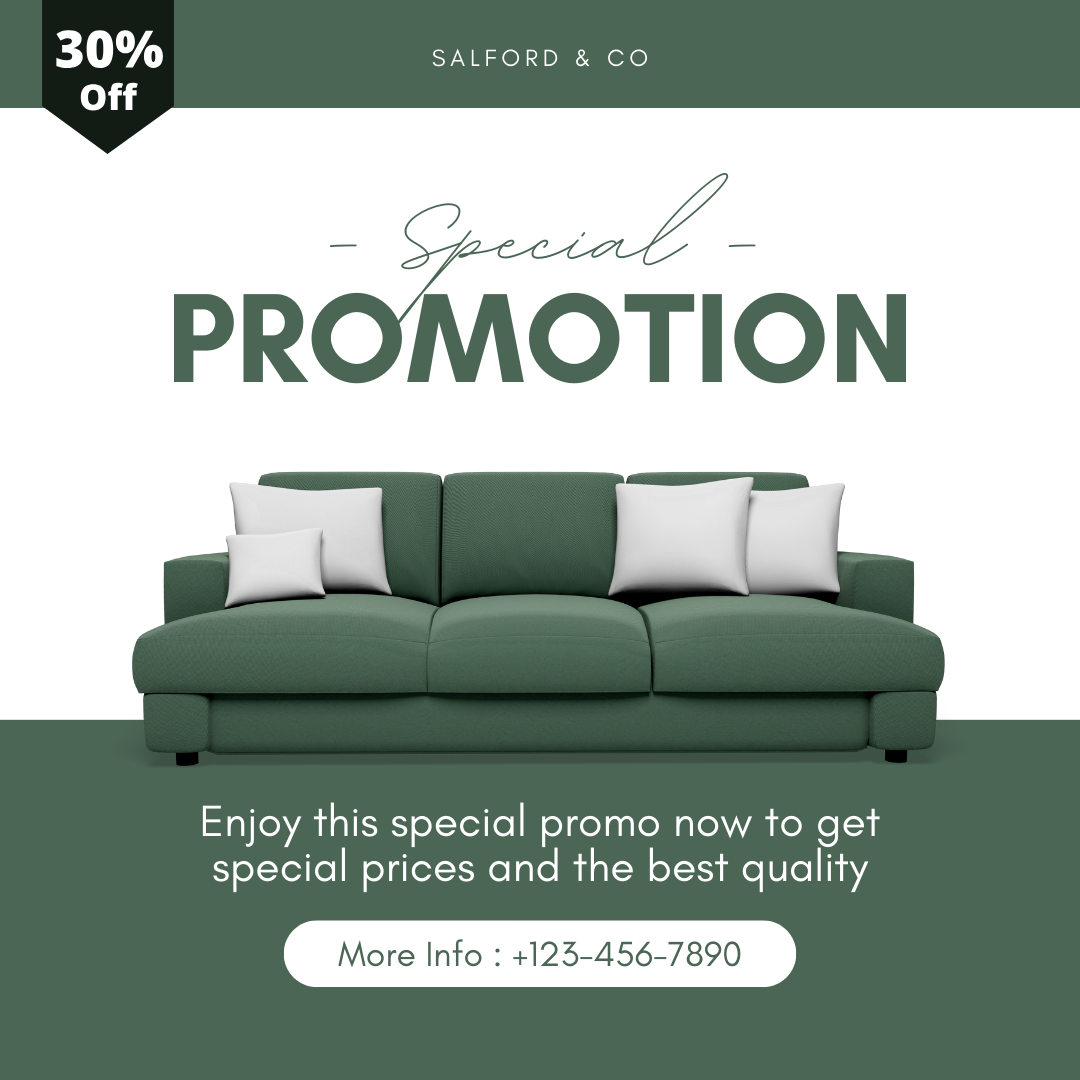 30%
Off
SALFORD & CO
- Special -
PROMOTION
Enjoy this special promo now to get
special prices and the best quality
More Info : +123-456-7890